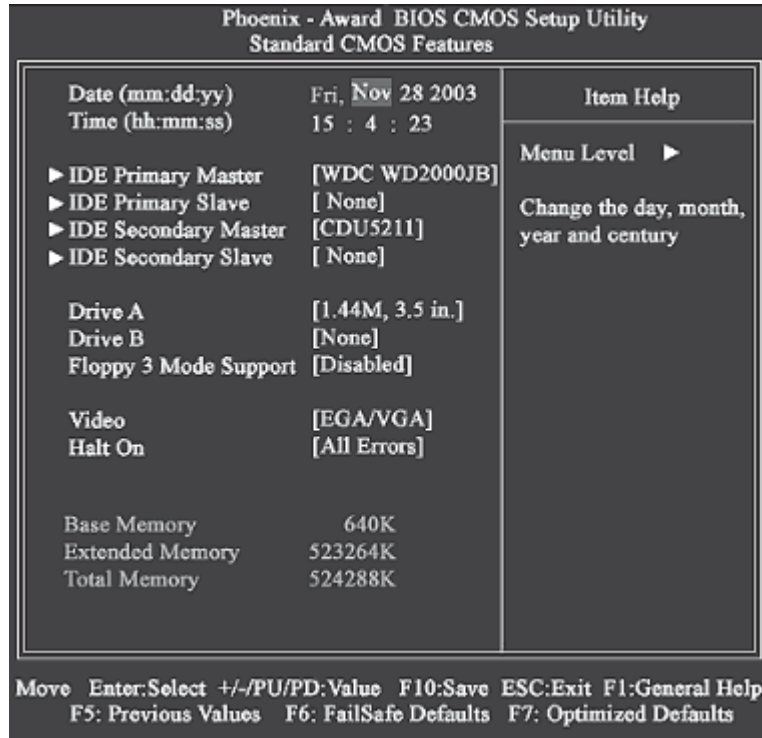 Phoenix - Award BIOS CMOS Setup Utility
Standard CMOS Features
Date (mm:dd:yy) Fri, Nov 28 2003
Time (hh:mm:ss) 15 : 4 : 23
▶ IDE Primary Master [WDC WD2000JB]
▶ IDE Primary Slave [ None]
▶ IDE Secondary Master [CDU5211]
▶ IDE Secondary Slave [ None]
Drive A [1.44M, 3.5 in.]
Drive B [None]
Floppy 3 Mode Support [Disabled]
Video [EGA/VGA]
Halt On [All Errors]
Base Memory 640K
Extended Memory 523264K
Total Memory 524288K
Item Help
Menu Level ▶
Change the day, month,
year and century
Move Enter:Select +/-/PU/PD:Value F10:Save ESC:Exit F1:General Help
F5: Previous Values F6: FailSafe Defaults F7: Optimized Defaults